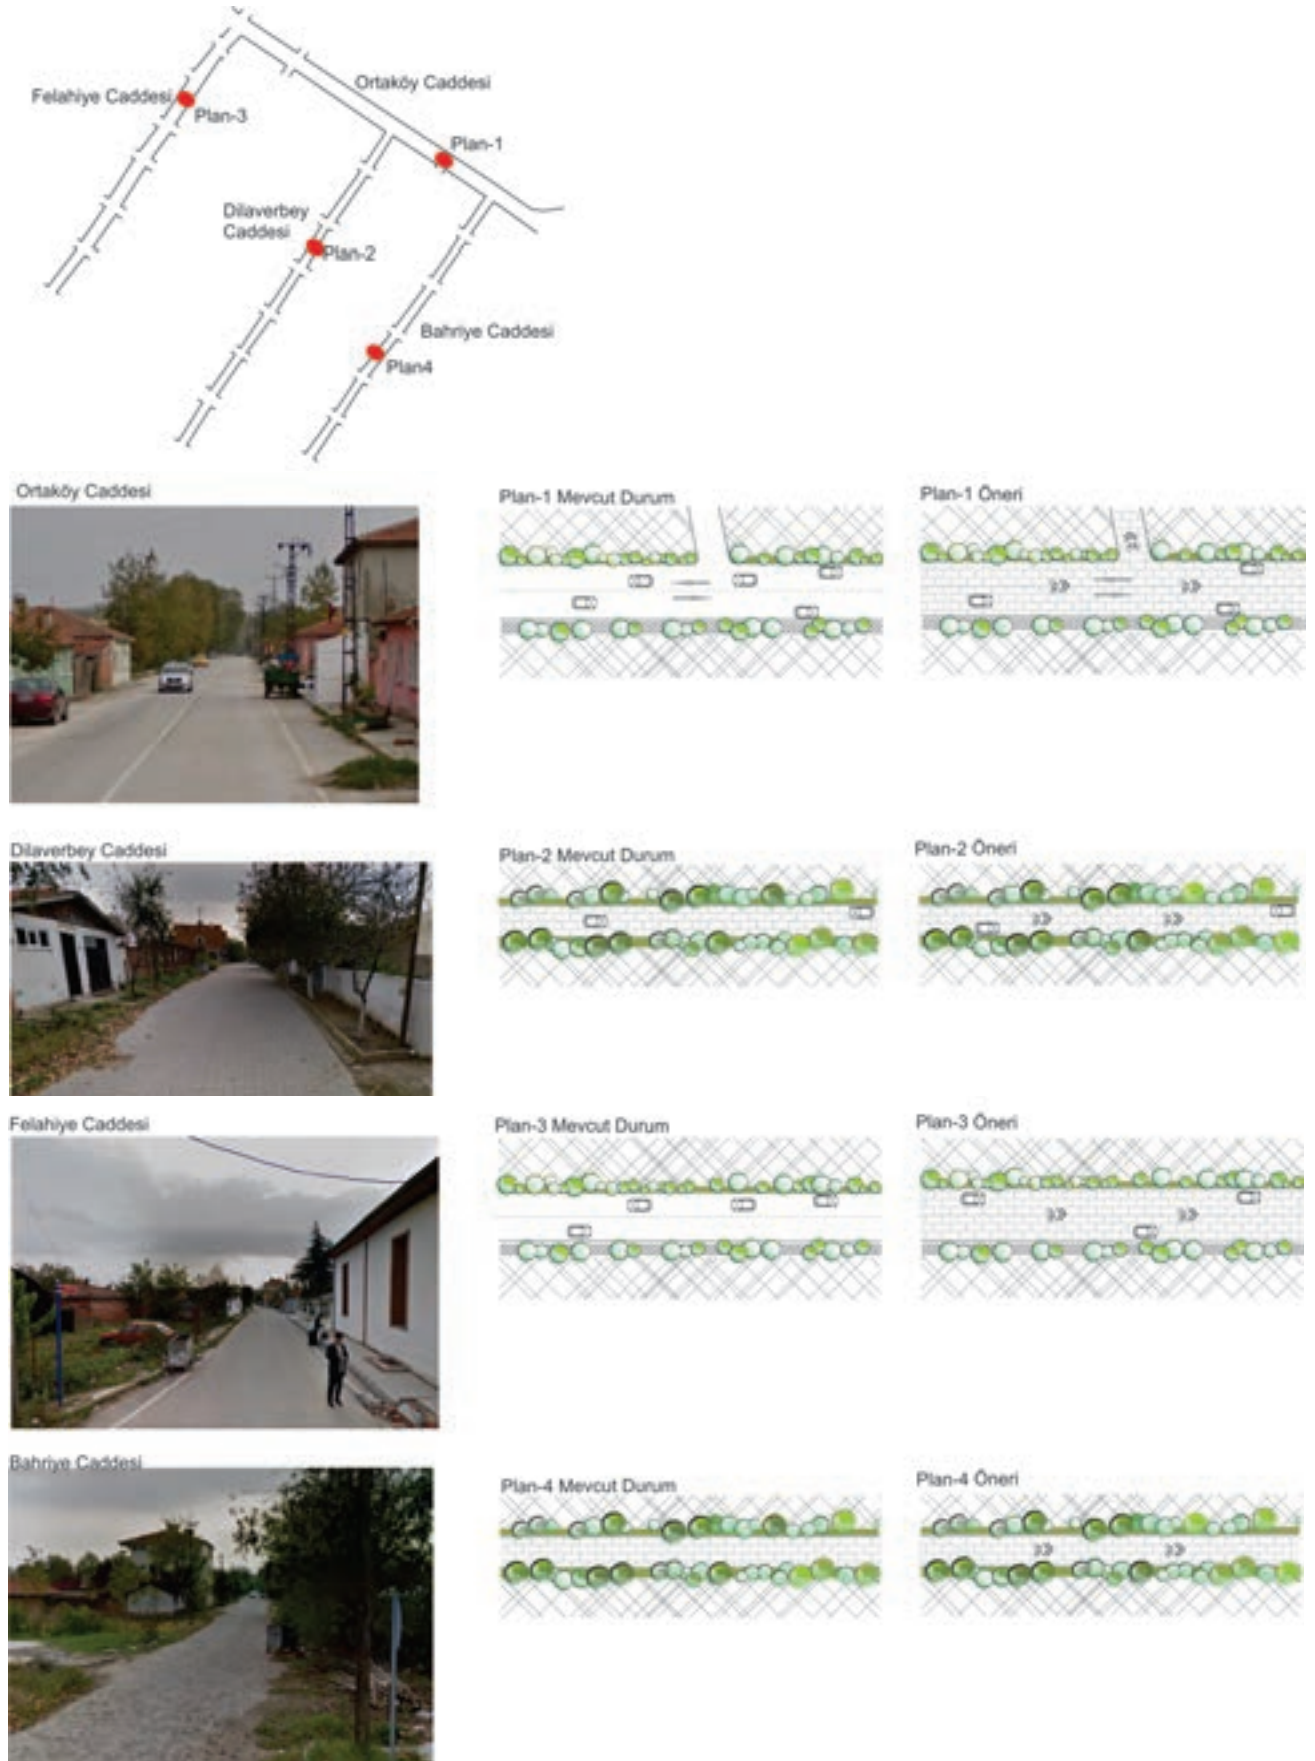 Ortaköy Caddesi
Felahiye Caddesi
Plan-3
Plan-1
Dilaverbey
Caddesi
Plan-2
Bahriye Caddesi
Plan4
Ortaköy Caddesi
Plan-1 Mevcut Durum
Plan-1 Öneri
Dilaverbey Caddesi
Plan-2 Mevcut Durum
Plan-2 Öneri
Felahiye Caddesi
Plan-3 Mevcut Durum
Plan-3 Öneri
Bahriye Caddesi
Plan-4 Mevcut Durum
Plan-4 Öneri